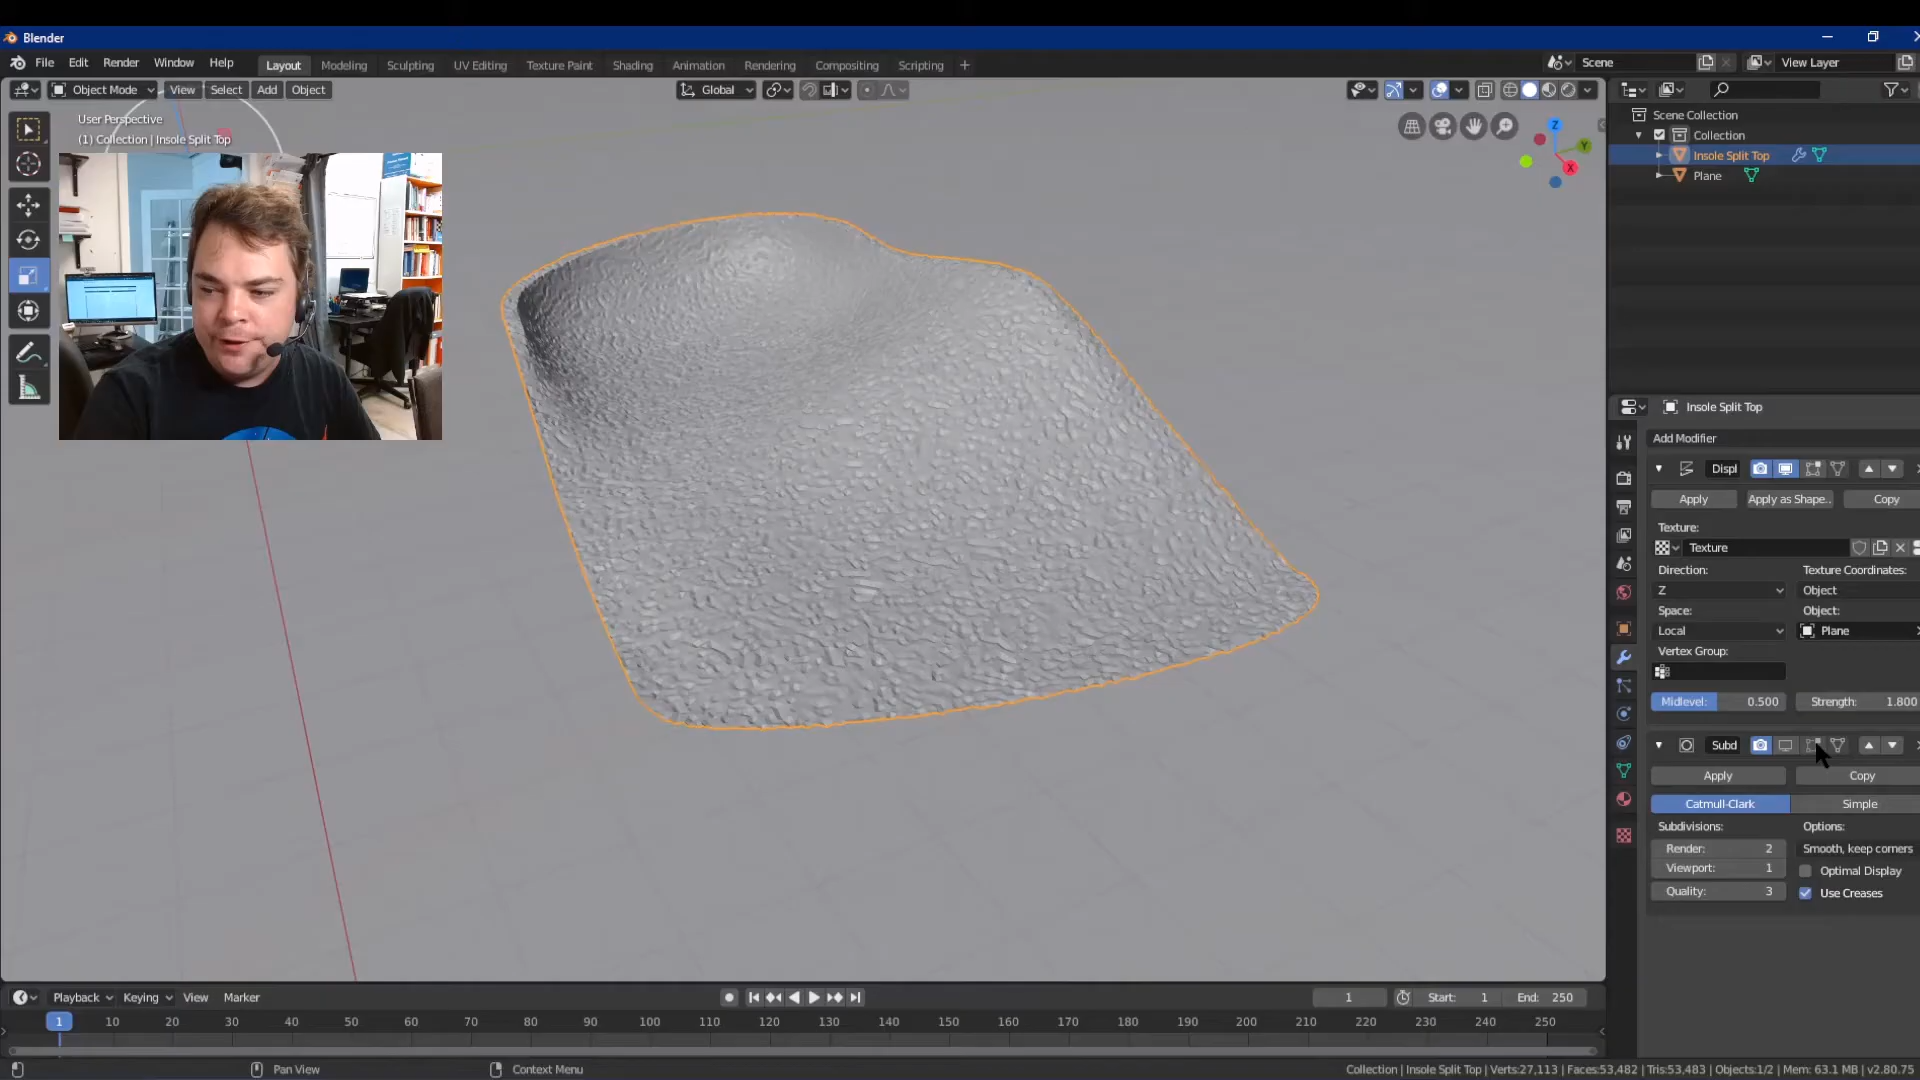 Blender
File Edit Render Window Help Layout Modeling Sculpting UV Editing Texture Paint Shading Animation Rendering Compositing Scripting + Scene View Layer
Object Mode View Select Add Object Global
User Perspective
(1) Collection | Insole Split Top
Z
Y
X
Scene Collection
Collection
Insole Split Top
Plane
Insole Split Top
Add Modifier
Displ
Apply Apply as Shape.. Copy
Texture:
Texture
Direction: Texture Coordinates:
Z Object
Space: Object:
Local Plane
Vertex Group:
Midlevel: 0.500 Strength: 1.800
Subd
Apply Copy
Catmull-Clark Simple
Subdivisions: Options:
Render: 2 Smooth, keep corners
Viewport: 1 Optimal Display
Quality: 3 Use Creases
Playback Keying View Marker 1 Start: 1 End: 250
1 10 20 30 40 50 60 70 80 90 100 110 120 130 140 150 160 170 180 190 200 210 220 230 240 250
Pan View Context Menu Collection | Insole Split Top | Verts:27,113 | Faces:53,482 | Tris:53,483 | Objects:1/2 | Mem: 63.1 MB | v2.80.75